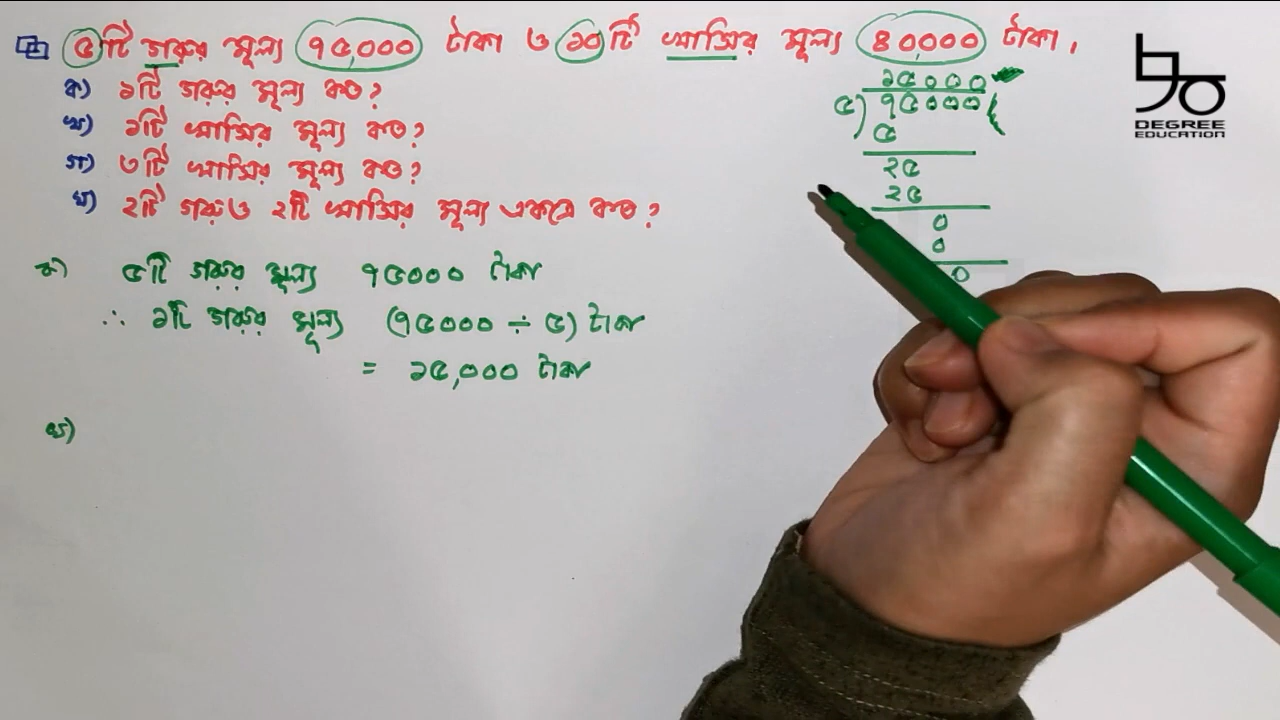 ৫টি গরুর মূল্য ৭৫,০০০ টাকা ও ১০টি খাসির মূল্য ৪০,০০০ টাকা।
ক) ১টি গরুর মূল্য কত?
খ) ১টি খাসির মূল্য কত?
গ) ৩টি খাসির মূল্য কত?
ঘ) ২টি গরু ও ২টি খাসির মূল্য একত্রে কত?
ক) ৫টি গরুর মূল্য ৭৫০০০ টাকা
∴ ১টি গরুর মূল্য (৭৫০০০ ÷ ৫) টাকা
= ১৫,০০০ টাকা
খ)
১৫০০০
৫) ৭৫০০০ (
৫
২৫
২৫
০
০
০
DEGREE
EDUCATION